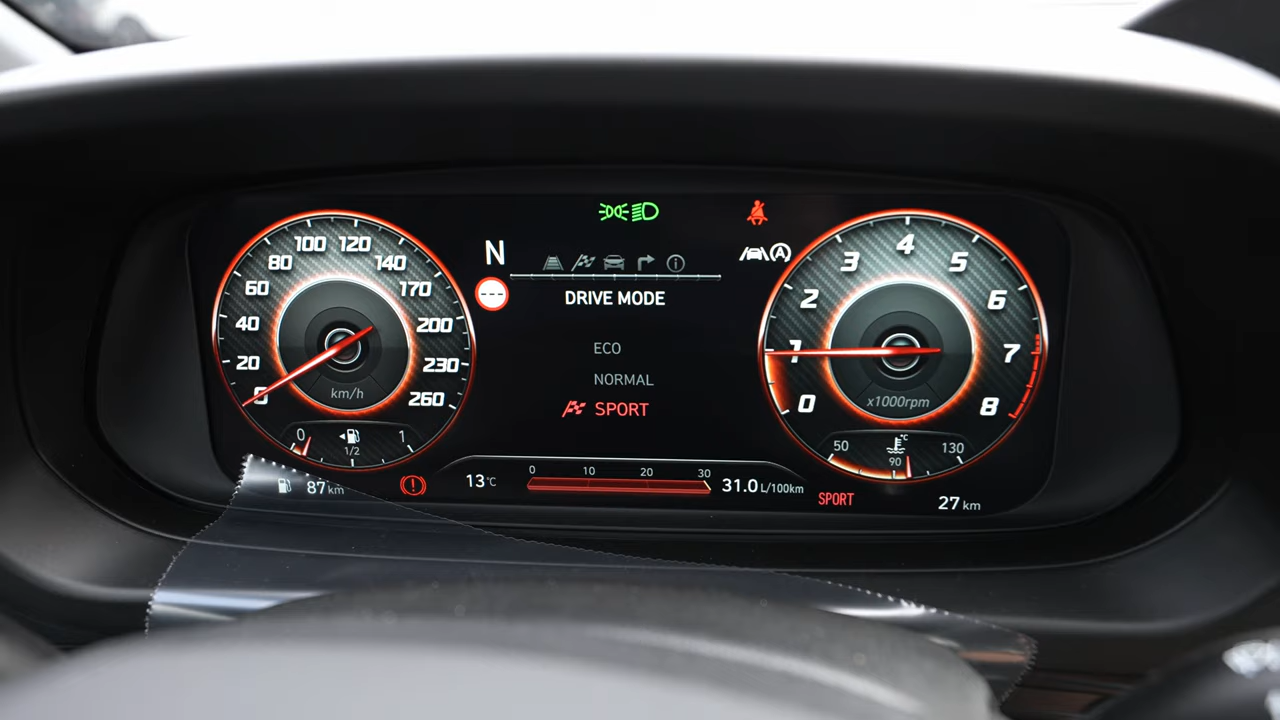 100 120
80 140
60 170
40 200
20 230
0 260
km/h
0 1/2 1
87 km
N
DRIVE MODE
ECO
NORMAL
SPORT
13°C
0 10 20 30
31.0 L/100km
A
4
3 5
2 6
1 7
0 8
x1000rpm
50 °C 130
90
SPORT
27 km